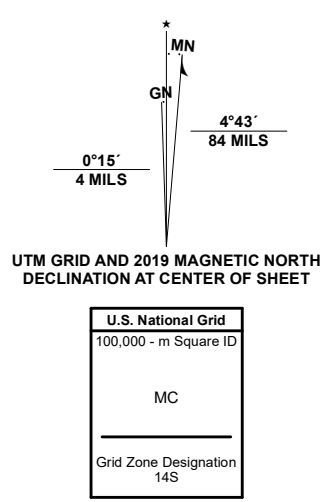 ★
MN
GN
4°43´
84 MILS
0°15´
4 MILS
UTM GRID AND 2019 MAGNETIC NORTH
DECLINATION AT CENTER OF SHEET
U.S. National Grid
100,000 - m Square ID
MC
Grid Zone Designation
14S